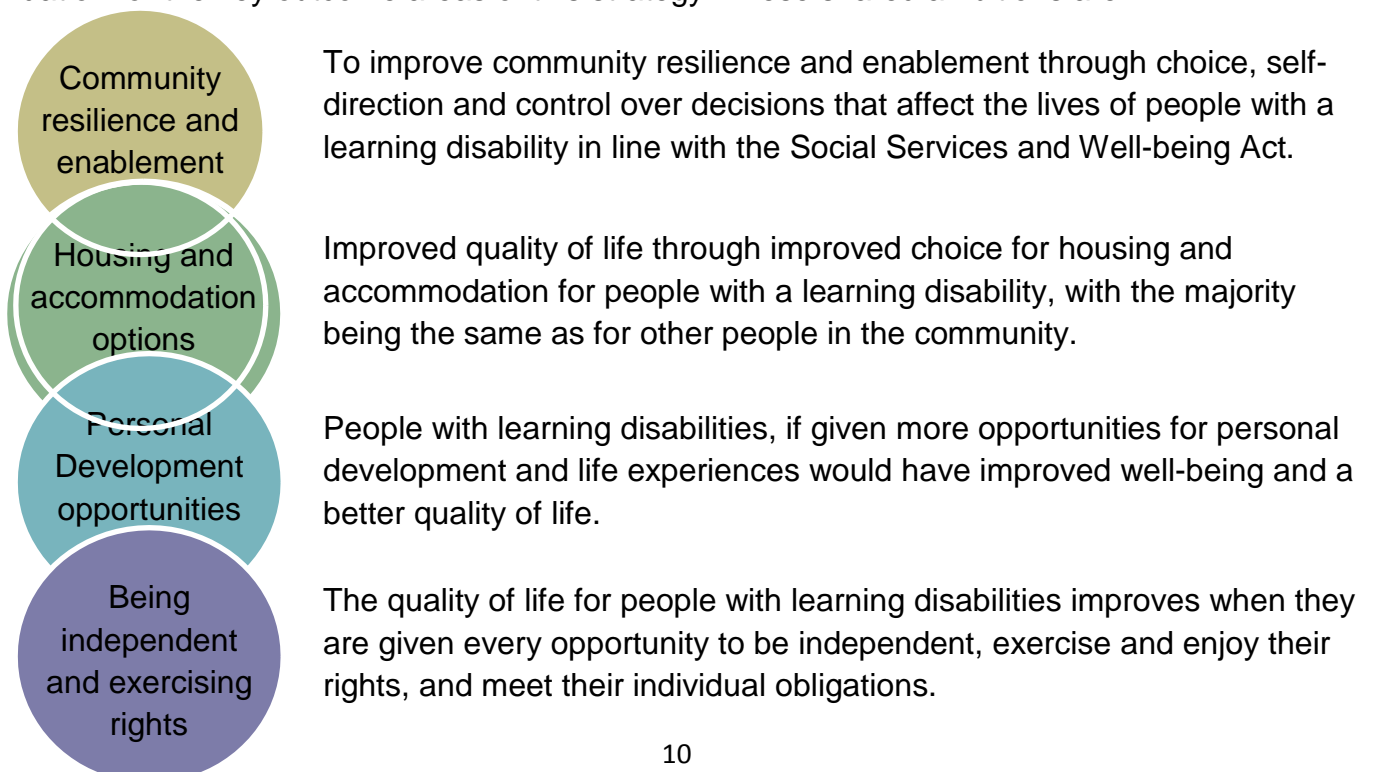 Community
resilience and
enablement
To improve community resilience and enablement through choice, self-
direction and control over decisions that affect the lives of people with a
learning disability in line with the Social Services and Well-being Act.
Housing and
accommodation
options
Improved quality of life through improved choice for housing and
accommodation for people with a learning disability, with the majority
being the same as for other people in the community.
Personal
Development
opportunities
People with learning disabilities, if given more opportunities for personal
development and life experiences would have improved well-being and a
better quality of life.
Being
independent
and exercising
rights
The quality of life for people with learning disabilities improves when they
are given every opportunity to be independent, exercise and enjoy their
rights, and meet their individual obligations.
10